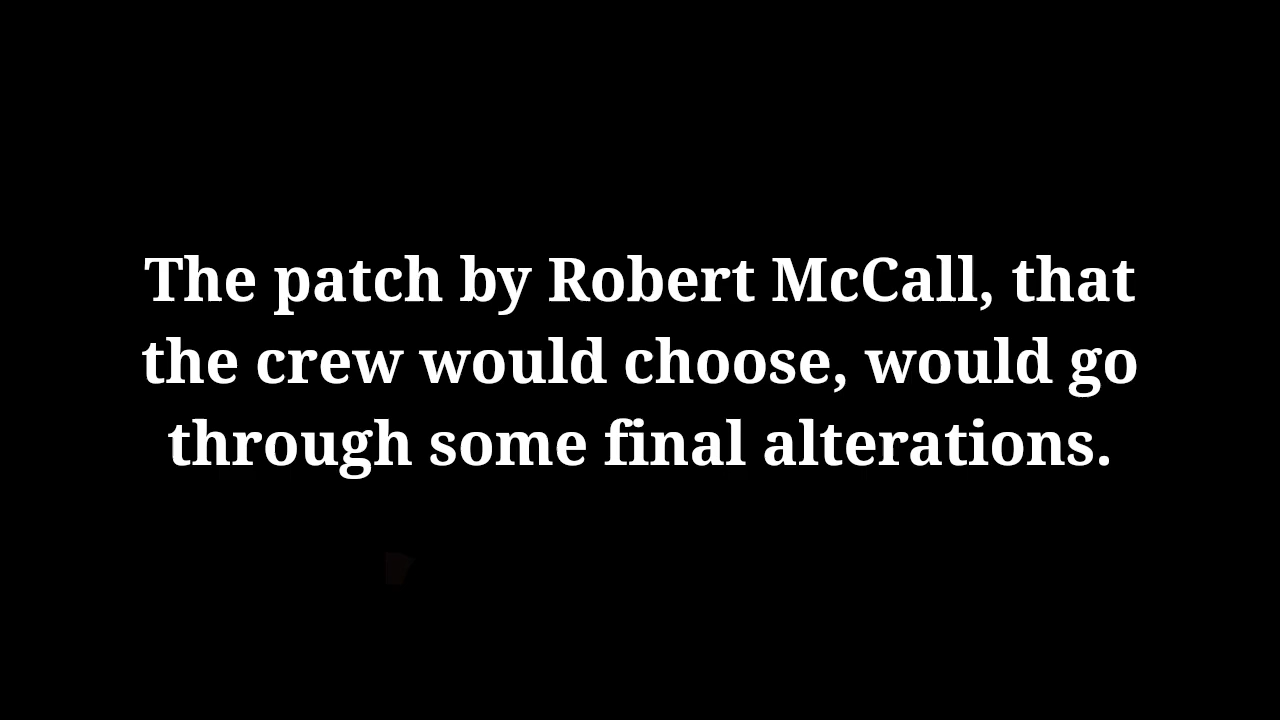 The patch by Robert McCall, that
the crew would choose, would go
through some final alterations.